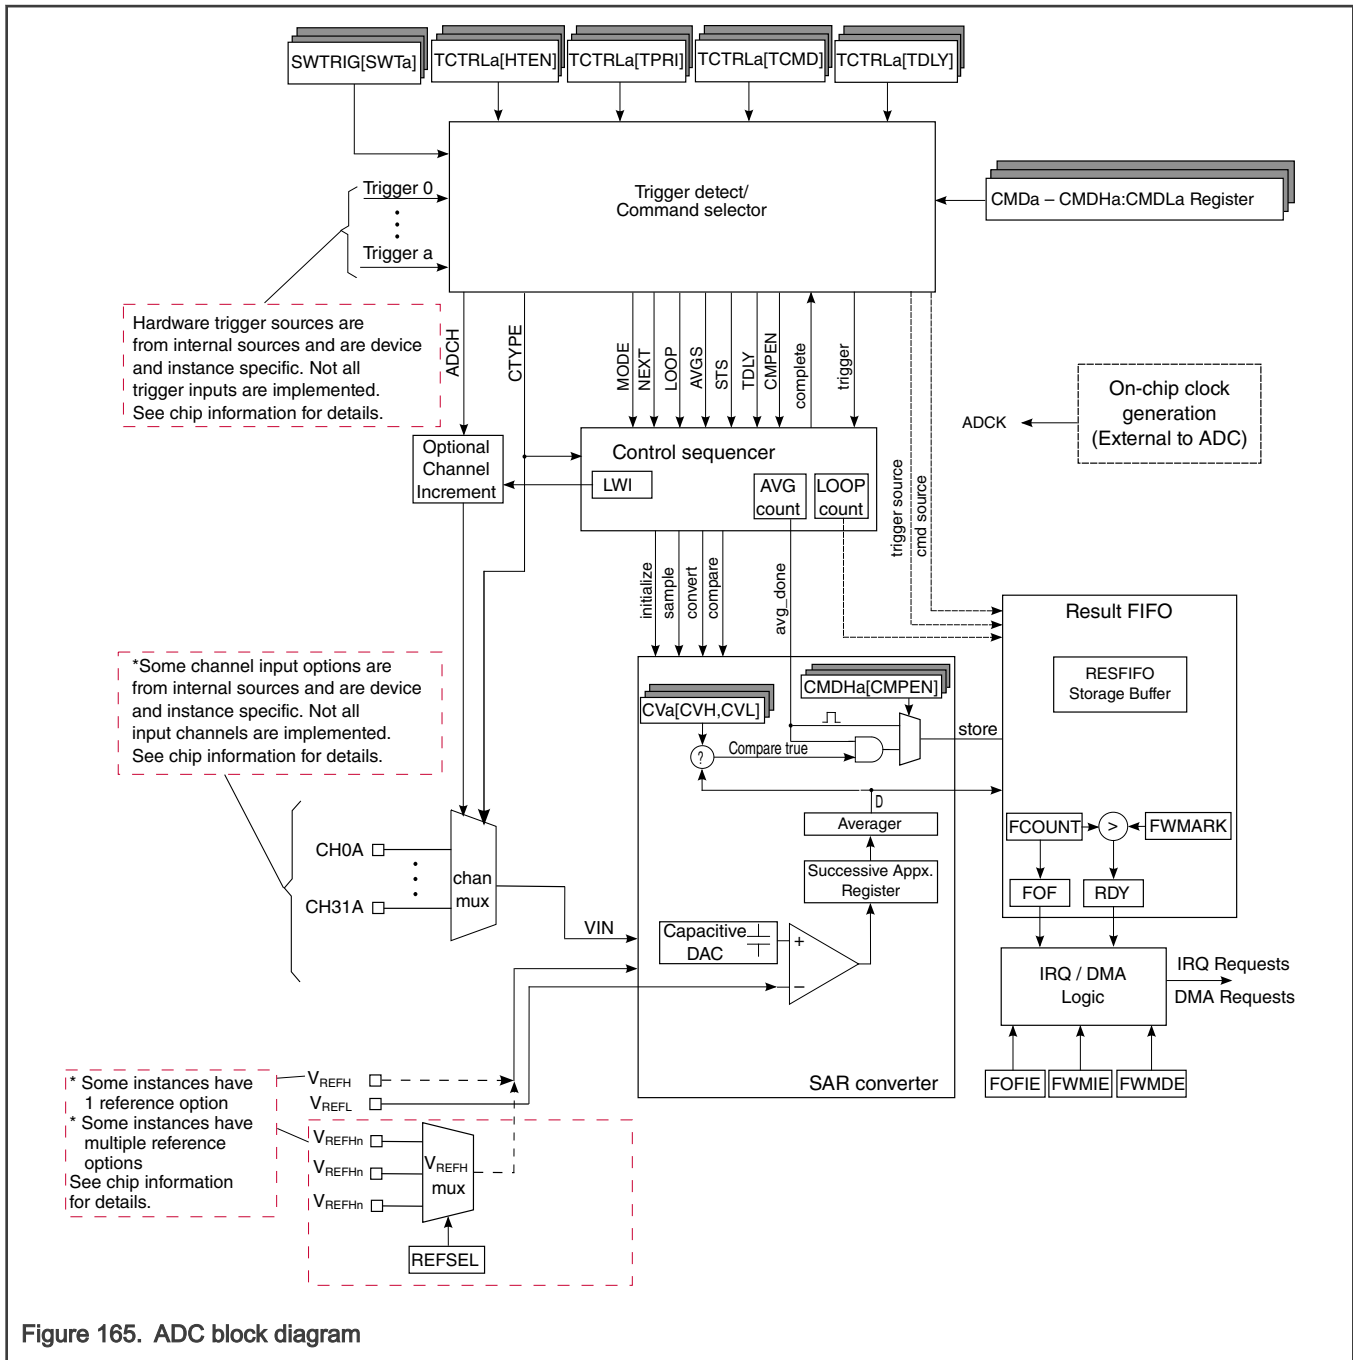 SWTRIG[SWTa]
TCTRLa[HTEN]
TCTRLa[TPRI]
TCTRLa[TCMD]
TCTRLa[TDLY]
Trigger detect/
Command selector
CMDa – CMDHa:CMDLa Register
Trigger 0
Trigger a
Hardware trigger sources are
from internal sources and are device
and instance specific. Not all
trigger inputs are implemented.
See chip information for details.
ADCH
CTYPE
MODE
NEXT
LOOP
AVGS
STS
TDLY
CMPEN
complete
trigger
trigger source
cmd source
ADCK
On-chip clock
generation
(External to ADC)
Optional
Channel
Increment
Control sequencer
LWI
AVG
count
LOOP
count
initialize
sample
convert
compare
avg_done
Result FIFO
RESFIFO
Storage Buffer
*Some channel input options are
from internal sources and are device
and instance specific. Not all
input channels are implemented.
See chip information for details.
CVa[CVH,CVL]
CMDHa[CMPEN]
?
Compare true
store
D
Averager
Successive Appx.
Register
FCOUNT
>
FWMARK
FOF
RDY
CH0A
CH31A
chan
mux
VIN
Capacitive
DAC
+
–
IRQ / DMA
Logic
IRQ Requests
DMA Requests
FOFIE
FWMIE
FWMDE
SAR converter
* Some instances have
1 reference option
* Some instances have
multiple reference
options
See chip information
for details.
VREFH
VREFL
VREFHn
VREFHn
VREFHn
VREFH
mux
REFSEL
Figure 165. ADC block diagram